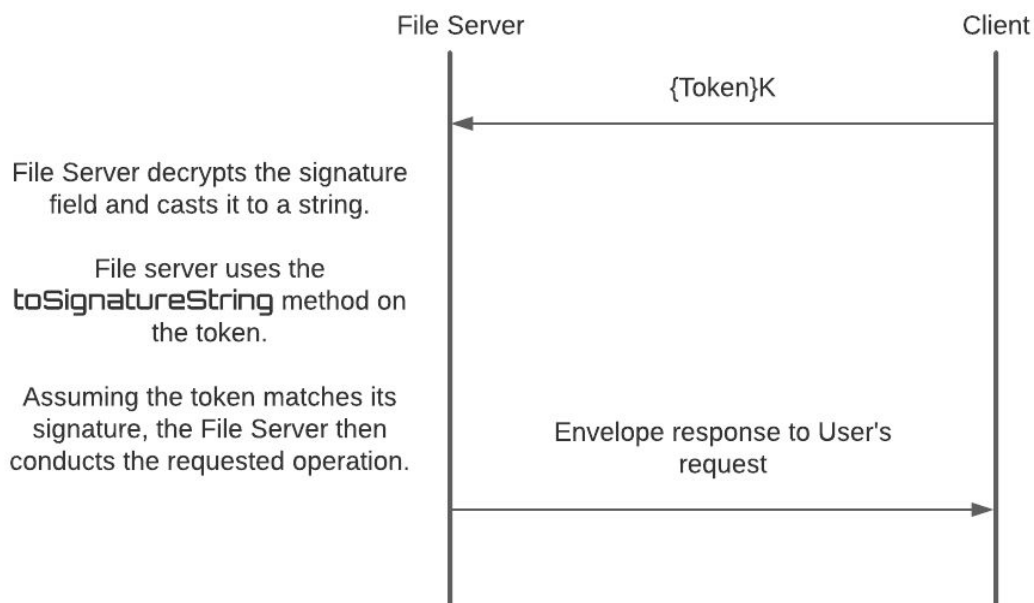 File Server
Client
{Token}K
File Server decrypts the signature
field and casts it to a string.
File server uses the
toSignatureString method on
the token.
Assuming the token matches its
signature, the File Server then
conducts the requested operation.
Envelope response to User's
request